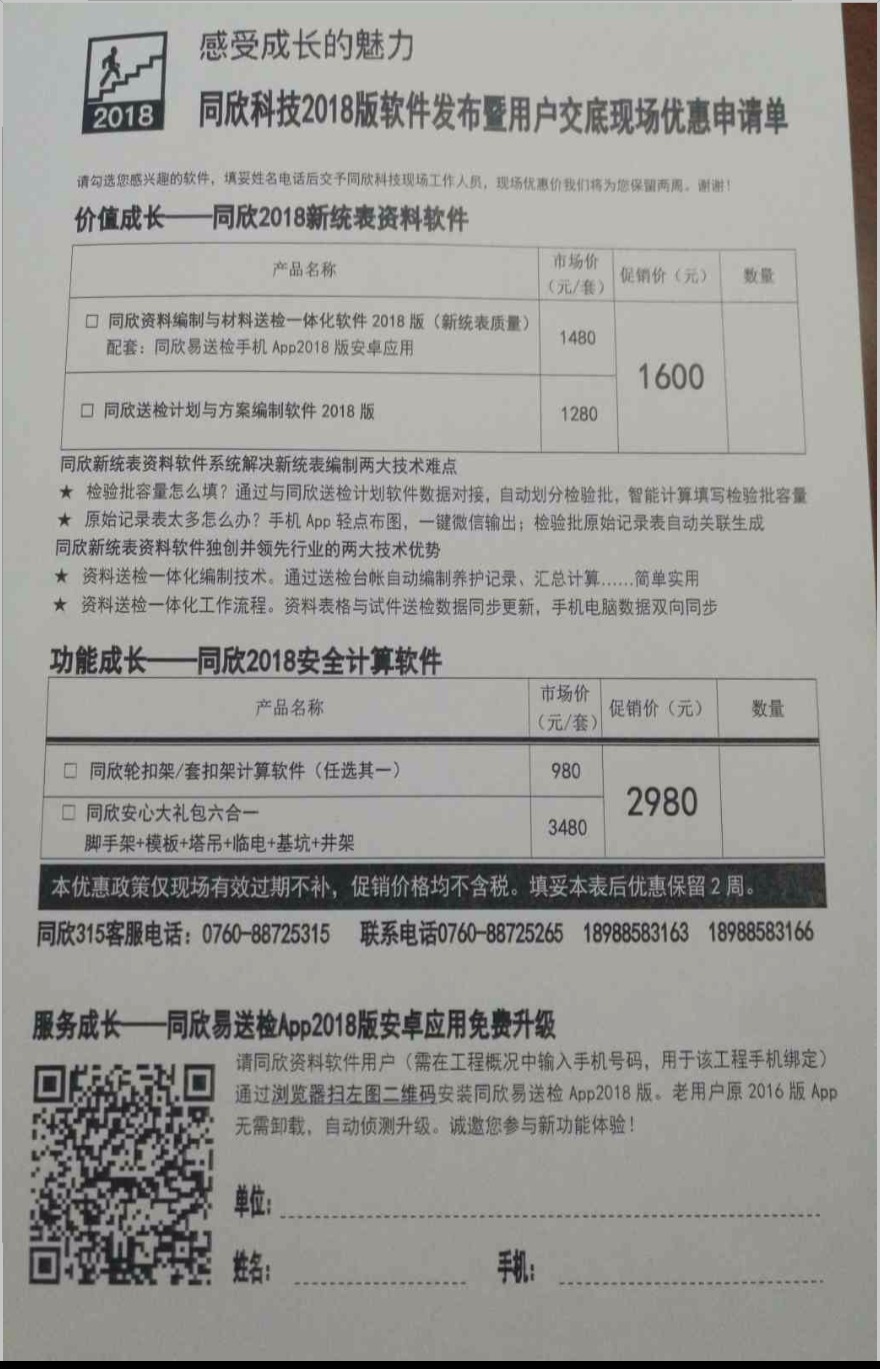 感受成长的魅力
2018
同欣科技2018版软件发布暨用户交底现场优惠申请单
请勾选您感兴趣的软件，填妥姓名电话后交予同欣科技现场工作人员，现场优惠价我们将为您保留两周。谢谢！
价值成长——同欣2018新统表资料软件
产品名称 市场价（元/套） 促销价（元） 数量
□ 同欣资料编制与材料送检一体化软件 2018 版（新统表质量）
配套：同欣易送检手机 App2018 版安卓应用
1480
1600
□ 同欣送检计划与方案编制软件 2018 版 1280
同欣新统表资料软件系统解决新统表编制两大技术难点
★ 检验批容量怎么填？通过与同欣送检计划软件数据对接，自动划分检验批，智能计算填写检验批容量
★ 原始记录表太多怎么办？手机 App 轻点布图，一键微信输出；检验批原始记录表自动关联生成
同欣新统表资料软件独创并领先行业的两大技术优势
★ 资料送检一体化编制技术。通过送检台帐自动编制养护记录、汇总计算……简单实用
★ 资料送检一体化工作流程。资料表格与试件送检数据同步更新，手机电脑数据双向同步
功能成长——同欣2018安全计算软件
产品名称 市场价（元/套） 促销价（元） 数量
□ 同欣轮扣架/套扣架计算软件（任选其一） 980
2980
□ 同欣安心大礼包六合一
脚手架+模板+塔吊+临电+基坑+井架
3480
本优惠政策仅现场有效过期不补，促销价格均不含税。填妥本表后优惠保留 2 周。
同欣315客服电话：0760-88725315 联系电话0760-88725265 18988583163 18988583166
服务成长——同欣易送检App2018版安卓应用免费升级
请同欣资料软件用户（需在工程概况中输入手机号码，用于该工程手机绑定）
通过浏览器扫左图二维码安装同欣易送检 App2018 版。老用户原 2016 版 App
无需卸载，自动侦测升级。诚邀您参与新功能体验！
单位：
姓名： 手机：